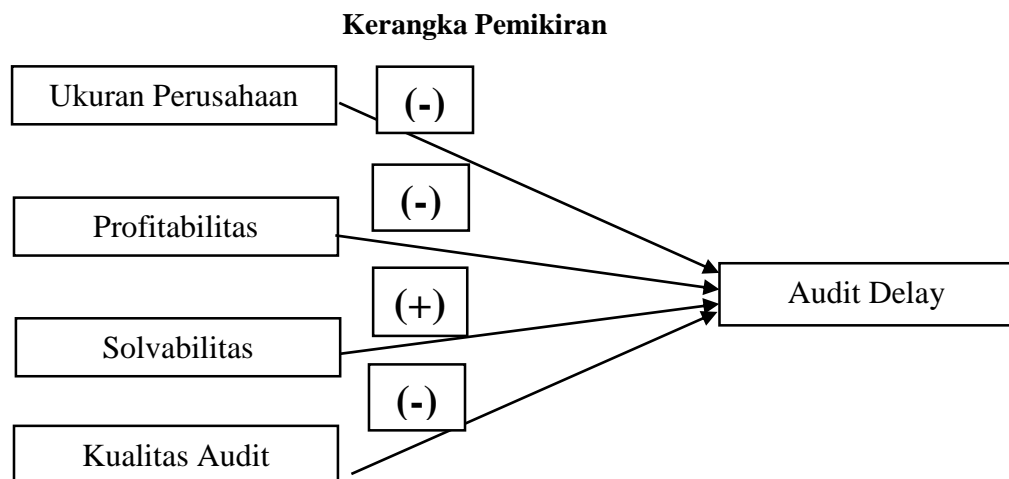 Kerangka Pemikiran
Ukuran Perusahaan
(-)
Profitabilitas
(-)
Solvabilitas
(+)
Kualitas Audit
(-)
Audit Delay